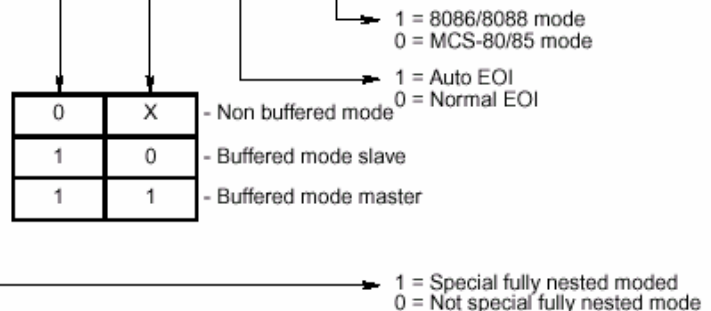 1 = 8086/8088 mode
0 = MCS-80/85 mode
1 = Auto EOI
0 = Normal EOI
0 X - Non buffered mode
1 0 - Buffered mode slave
1 1 - Buffered mode master
1 = Special fully nested moded
0 = Not special fully nested mode